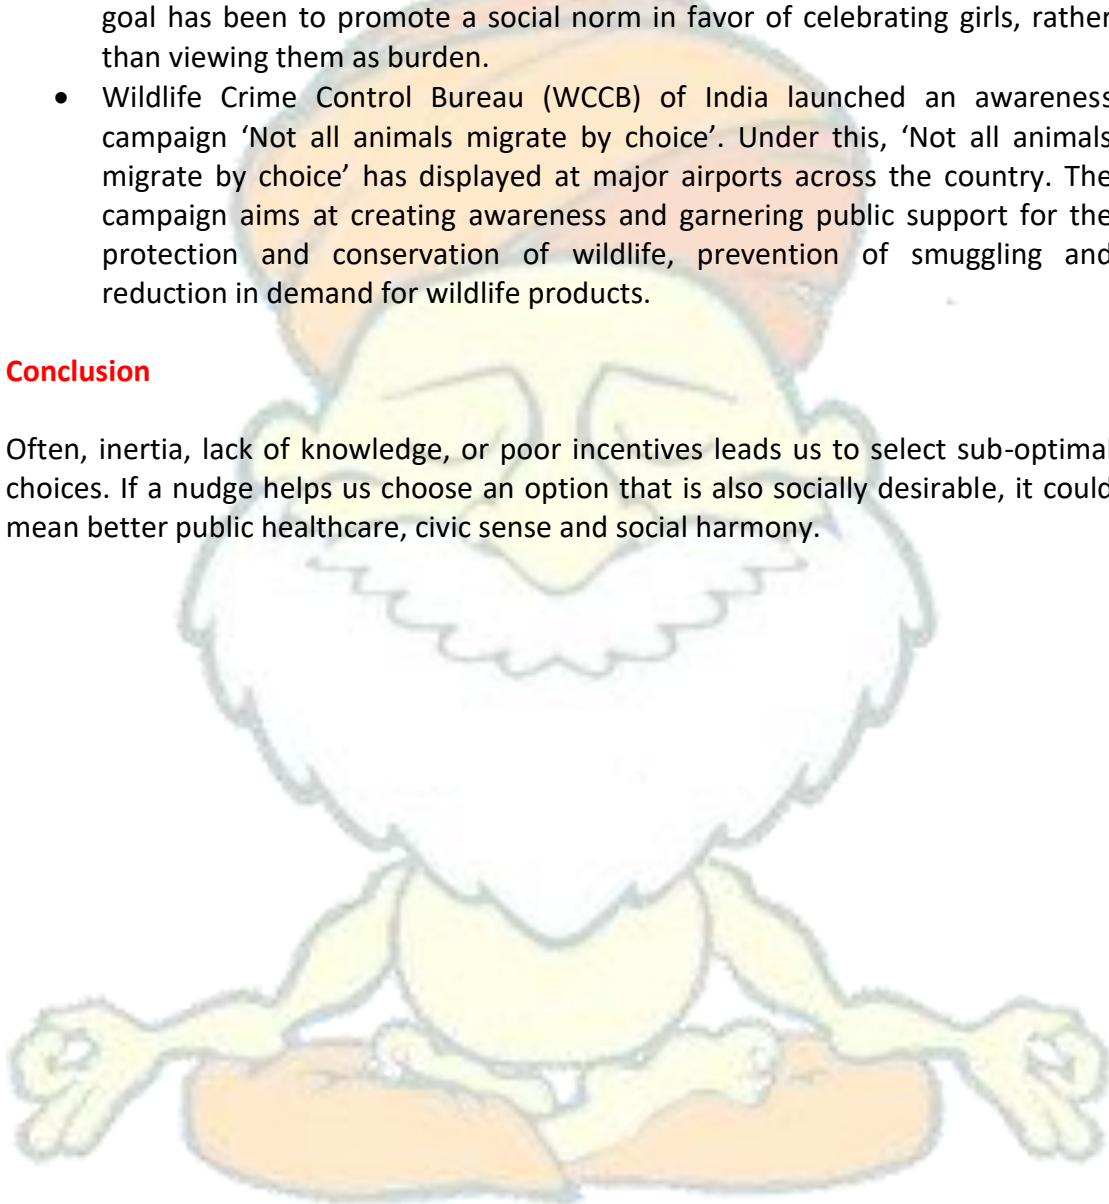 goal has been to promote a social norm in favor of celebrating girls, rather
than viewing them as burden.
• Wildlife Crime Control Bureau (WCCB) of India launched an awareness
campaign ‘Not all animals migrate by choice’. Under this, ‘Not all animals
migrate by choice’ has displayed at major airports across the country. The
campaign aims at creating awareness and garnering public support for the
protection and conservation of wildlife, prevention of smuggling and
reduction in demand for wildlife products.
Conclusion
Often, inertia, lack of knowledge, or poor incentives leads us to select sub-optimal
choices. If a nudge helps us choose an option that is also socially desirable, it could
mean better public healthcare, civic sense and social harmony.